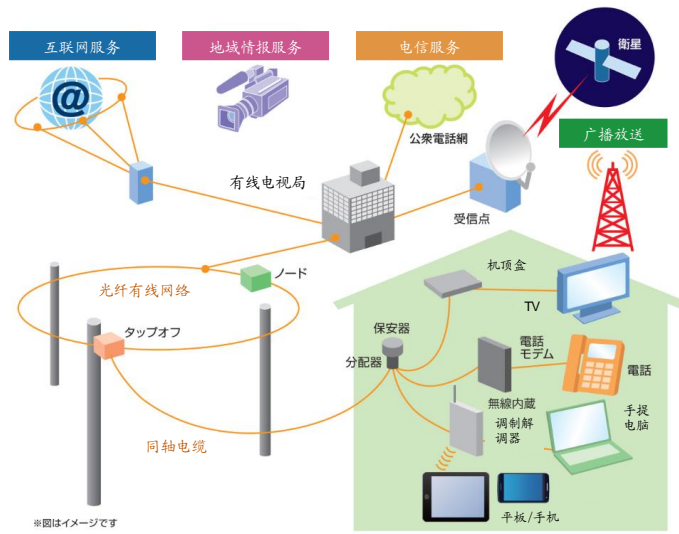 互联网服务
地域情报服务
电信服务
衛星
@
公衆電話網
广播放送
有线电视局
受信点
ノード
光纤有线网络
机顶盒
TV
タップオフ
保安器
分配器
電話
モデム
電話
無線内蔵
调制解
调器
手提
电脑
同轴电缆
平板/手机
※図はイメージです